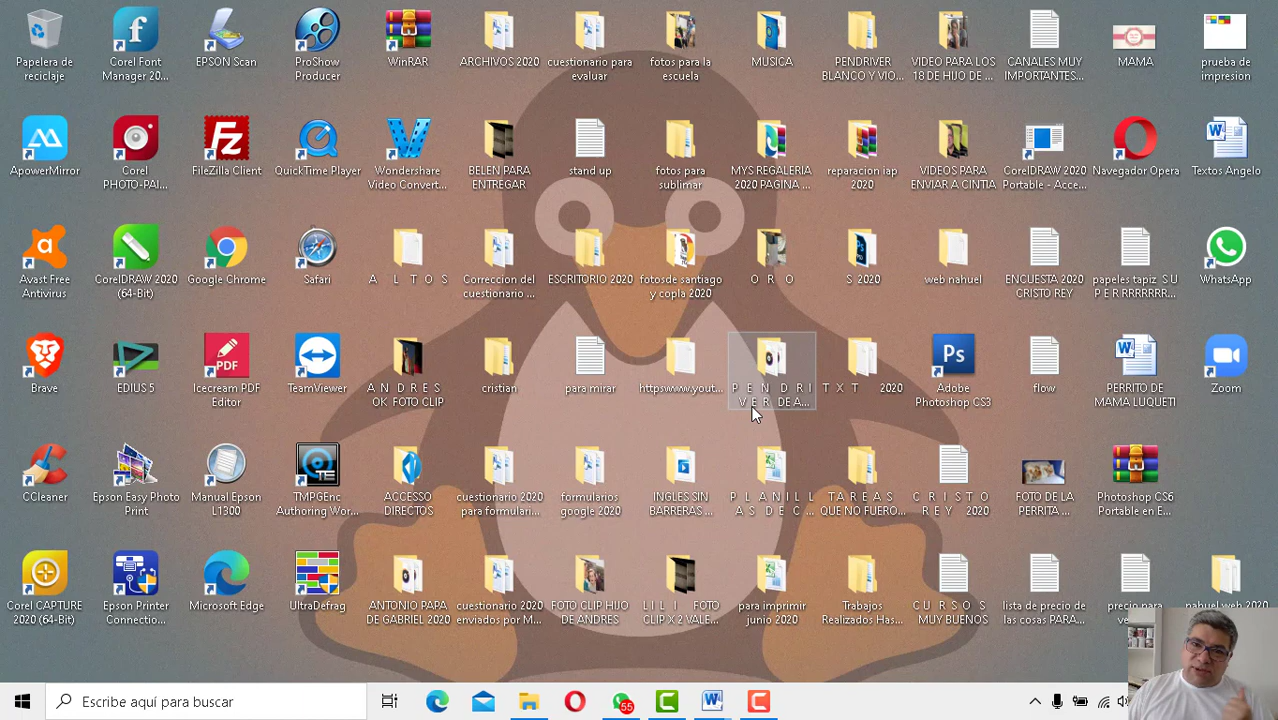 Papelera de
reciclaje
Corel Font
Manager 20...
EPSON Scan
ProShow
Producer
WinRAR
ARCHIVOS 2020
cuestionario para
evaluar
fotos para la
escuela
MUSICA
PENDRIVER
BLANCO Y VIO...
VIDEO PARA LOS
18 DE HIJO DE ...
CANALES MUY
IMPORTANTES...
MAMA
prueba de
impresion
ApowerMirror
Corel
PHOTO-PAI...
FileZilla Client
QuickTime Player
Wondershare
Video Convert...
BELEN PARA
ENTREGAR
stand up
fotos para
sublimar
MYS REGALERIA
2020 PAGINA ...
reparacion iap
2020
VIDEOS PARA
ENVIAR A CINTIA
CorelDRAW 2020
Portable - Acce...
Navegador Opera
Textos Angelo
Avast Free
Antivirus
CorelDRAW 2020
(64-Bit)
Google Chrome
Safari
A L T O S
Correccion del
cuestionario ...
ESCRITORIO 2020
fotosde santiago
y copla 2020
O R O
S 2020
web nahuel
ENCUESTA 2020
CRISTO REY
papeles tapiz S U
P E R RRRRRRR...
WhatsApp
Brave
EDIUS 5
PDF
Icecream PDF
Editor
TeamViewer
A N D R E S
OK FOTO CLIP
cristian
para mirar
httpswww.yout...
P E N D R I
V E R DE A...
T X T 2020
Ps
Adobe
Photoshop CS3
flow
PERRITO DE
MAMA LUQUETI
Zoom
CCleaner
Epson Easy Photo
Print
Manual Epson
L1300
TE
TMPGEnc
Authoring Wor...
ACCESSO
DIRECTOS
cuestionario 2020
para formulari...
formularios
google 2020
INGLES SIN
BARRERAS ...
P L A N I L L
A S D E C ...
T A R E A S
QUE NO FUERO...
C R I S T O
R E Y 2020
FOTO DE LA
PERRITA ...
Photoshop CS6
Portable en E...
Corel CAPTURE
2020 (64-Bit)
Epson Printer
Connectio...
Microsoft Edge
UltraDefrag
ANTONIO PAPA
DE GABRIEL 2020
cuestionario 2020
enviados por M...
FOTO CLIP HIJO
DE ANDRES
L I L I FOTO
CLIP X 2 VALE...
para imprimir
junio 2020
Trabajos
Realizados Has...
C U R S O S
MUY BUENOS
lista de precio de
las cosas PARA...
precio para
nahuel web 2020
Escribe aquí para buscar
55